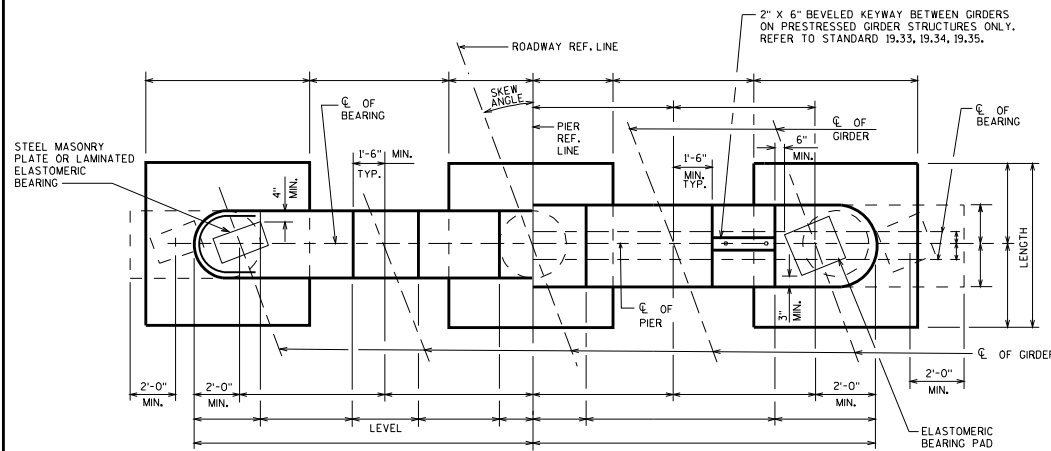 2" X 6" BEVELED KEYWAY BETWEEN GIRDERS
ON PRESTRESSED GIRDER STRUCTURES ONLY.
REFER TO STANDARD 19.33, 19.34, 19.35.
ROADWAY REF. LINE
SKEW
ANGLE
℄ OF
BEARING
PIER
REF.
LINE
℄ OF
GIRDER
℄ OF
BEARING
STEEL MASONRY
PLATE OR LAMINATED
ELASTOMERIC
BEARING
4"
MIN.
1'-6" MIN.
TYP.
1'-6"
MIN.
TYP.
6"
MIN.
LENGTH
℄ OF
PIER
3"
MIN.
℄ OF GIRDER
2'-0"
MIN.
2'-0"
MIN.
2'-0"
MIN.
2'-0"
MIN.
LEVEL
ELASTOMERIC
BEARING PAD